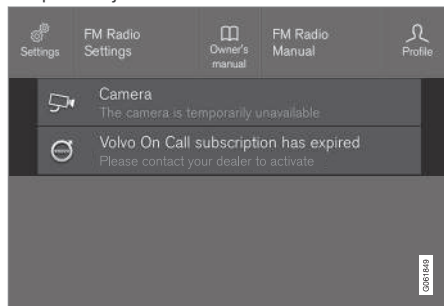 Settings
FM Radio
Settings
Owner's
manual
FM Radio
Manual
Profile
Camera
The camera is temporarily unavailable
Volvo On Call subscription has expired
Please contact your dealer to activate
G061849